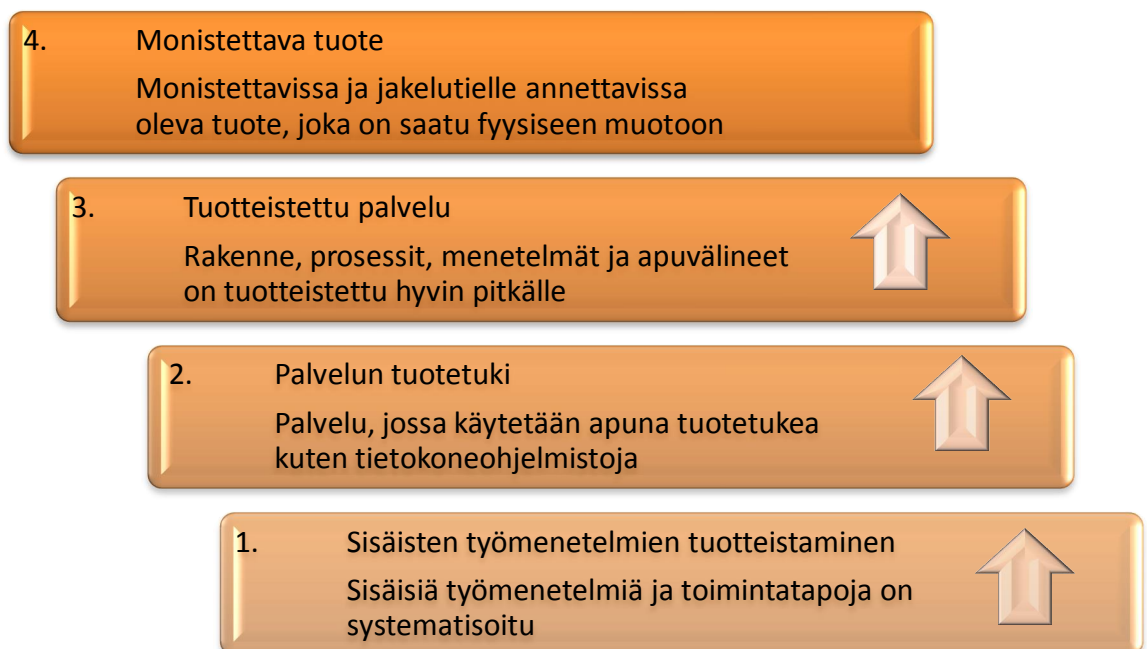 4. Monistettava tuote
Monistettavissa ja jakelutielle annettavissa
oleva tuote, joka on saatu fyysiseen muotoon
3. Tuotteistettu palvelu
Rakenne, prosessit, menetelmät ja apuvälineet
on tuotteistettu hyvin pitkälle
2. Palvelun tuotetuki
Palvelu, jossa käytetään apuna tuotetukea
kuten tietokoneohjelmistoja
1. Sisäisten työmenetelmien tuotteistaminen
Sisäisiä työmenetelmiä ja toimintatapoja on
systematisoitu